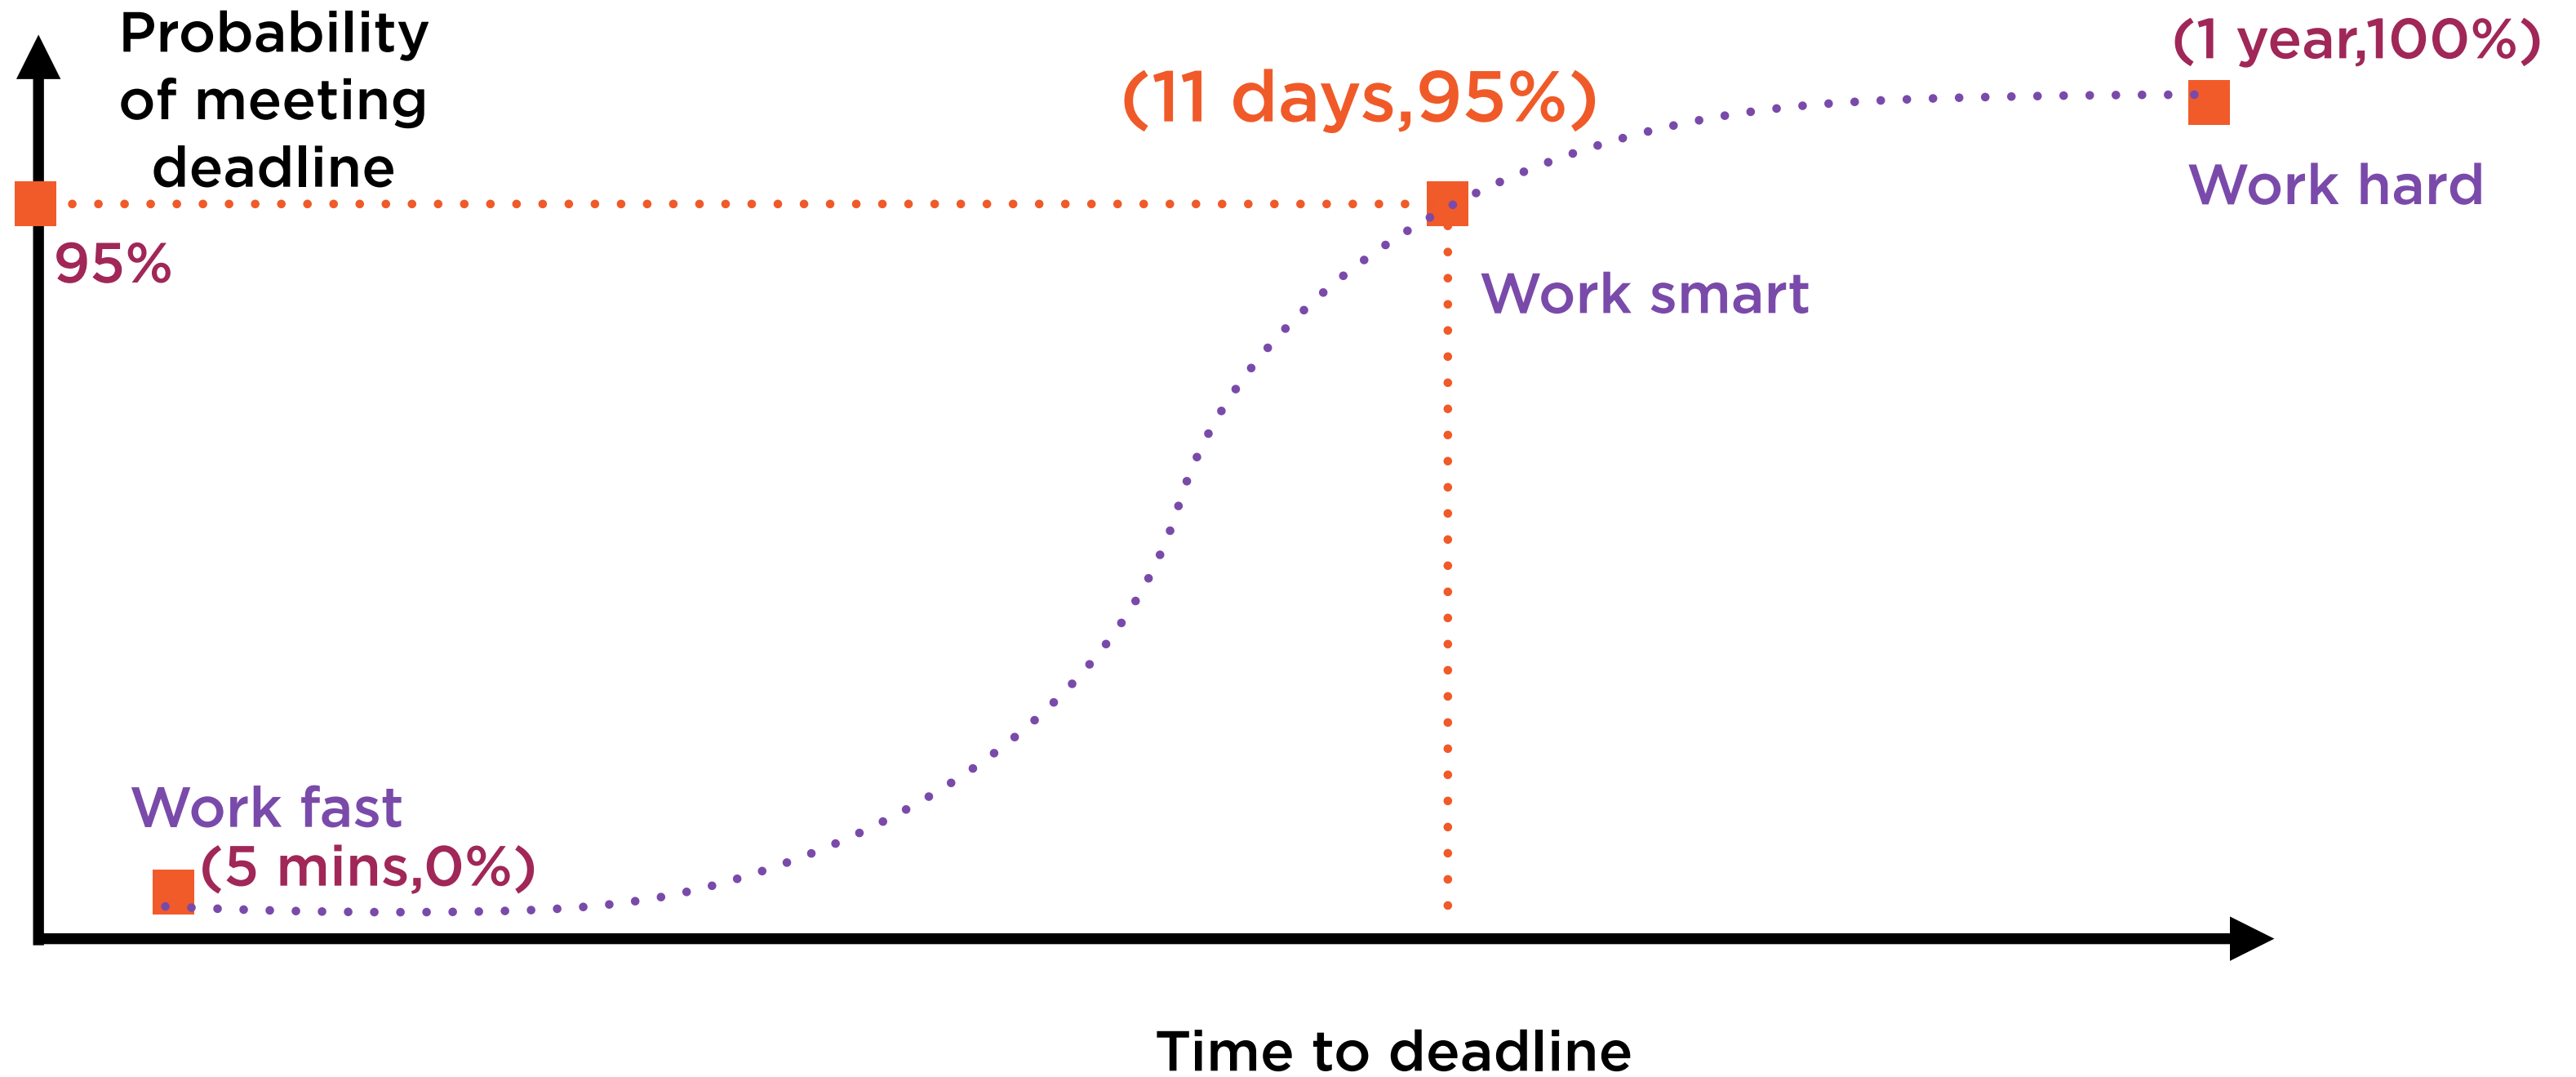 Probability
of meeting
deadline
(11 days,95%)
(1 year,100%)
Work hard
95%
Work smart
Work fast
(5 mins,0%)
Time to deadline